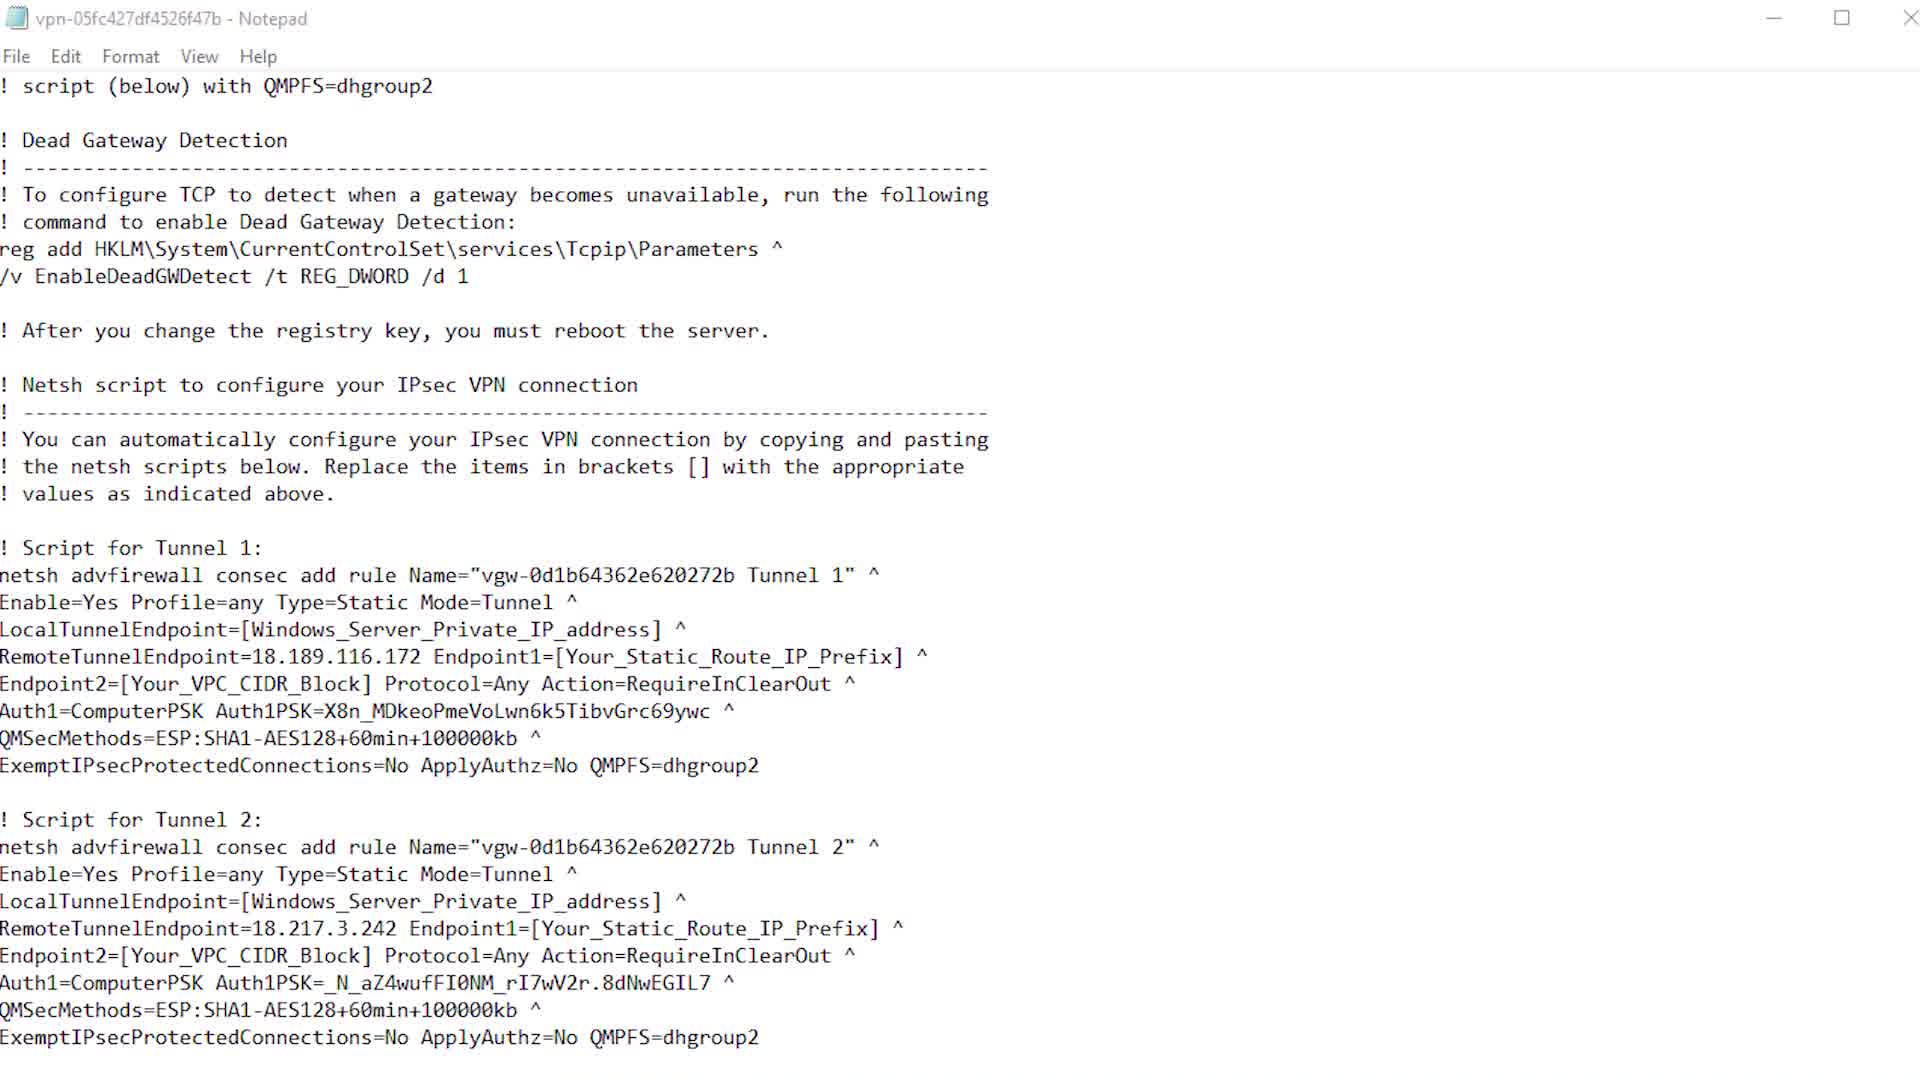 vpn-05fc427df4526f47b - Notepad
File Edit Format View Help
! script (below) with QMPFS=dhgroup2
! Dead Gateway Detection
! --------------------------------------------------------------------------------
! To configure TCP to detect when a gateway becomes unavailable, run the following
! command to enable Dead Gateway Detection:
reg add HKLM\System\CurrentControlSet\services\Tcpip\Parameters ^
/v EnableDeadGWDetect /t REG_DWORD /d 1
! After you change the registry key, you must reboot the server.
! Netsh script to configure your IPsec VPN connection
! --------------------------------------------------------------------------------
! You can automatically configure your IPsec VPN connection by copying and pasting
! the netsh scripts below. Replace the items in brackets [] with the appropriate
! values as indicated above.
! Script for Tunnel 1:
netsh advfirewall consec add rule Name="vgw-0d1b64362e620272b Tunnel 1" ^
Enable=Yes Profile=any Type=Static Mode=Tunnel ^
LocalTunnelEndpoint=[Windows_Server_Private_IP_address] ^
RemoteTunnelEndpoint=18.189.116.172 Endpoint1=[Your_Static_Route_IP_Prefix] ^
Endpoint2=[Your_VPC_CIDR_Block] Protocol=Any Action=RequireInClearOut ^
Auth1=ComputerPSK Auth1PSK=X8n_MDkeoPmeVoLwn6k5TibvGrc69ywc ^
QMSecMethods=ESP:SHA1-AES128+60min+100000kb ^
ExemptIPsecProtectedConnections=No ApplyAuthz=No QMPFS=dhgroup2
! Script for Tunnel 2:
netsh advfirewall consec add rule Name="vgw-0d1b64362e620272b Tunnel 2" ^
Enable=Yes Profile=any Type=Static Mode=Tunnel ^
LocalTunnelEndpoint=[Windows_Server_Private_IP_address] ^
RemoteTunnelEndpoint=18.217.3.242 Endpoint1=[Your_Static_Route_IP_Prefix] ^
Endpoint2=[Your_VPC_CIDR_Block] Protocol=Any Action=RequireInClearOut ^
Auth1=ComputerPSK Auth1PSK=_N_aZ4wufFI0NM_rI7wV2r.8dNwEGIL7 ^
QMSecMethods=ESP:SHA1-AES128+60min+100000kb ^
ExemptIPsecProtectedConnections=No ApplyAuthz=No QMPFS=dhgroup2